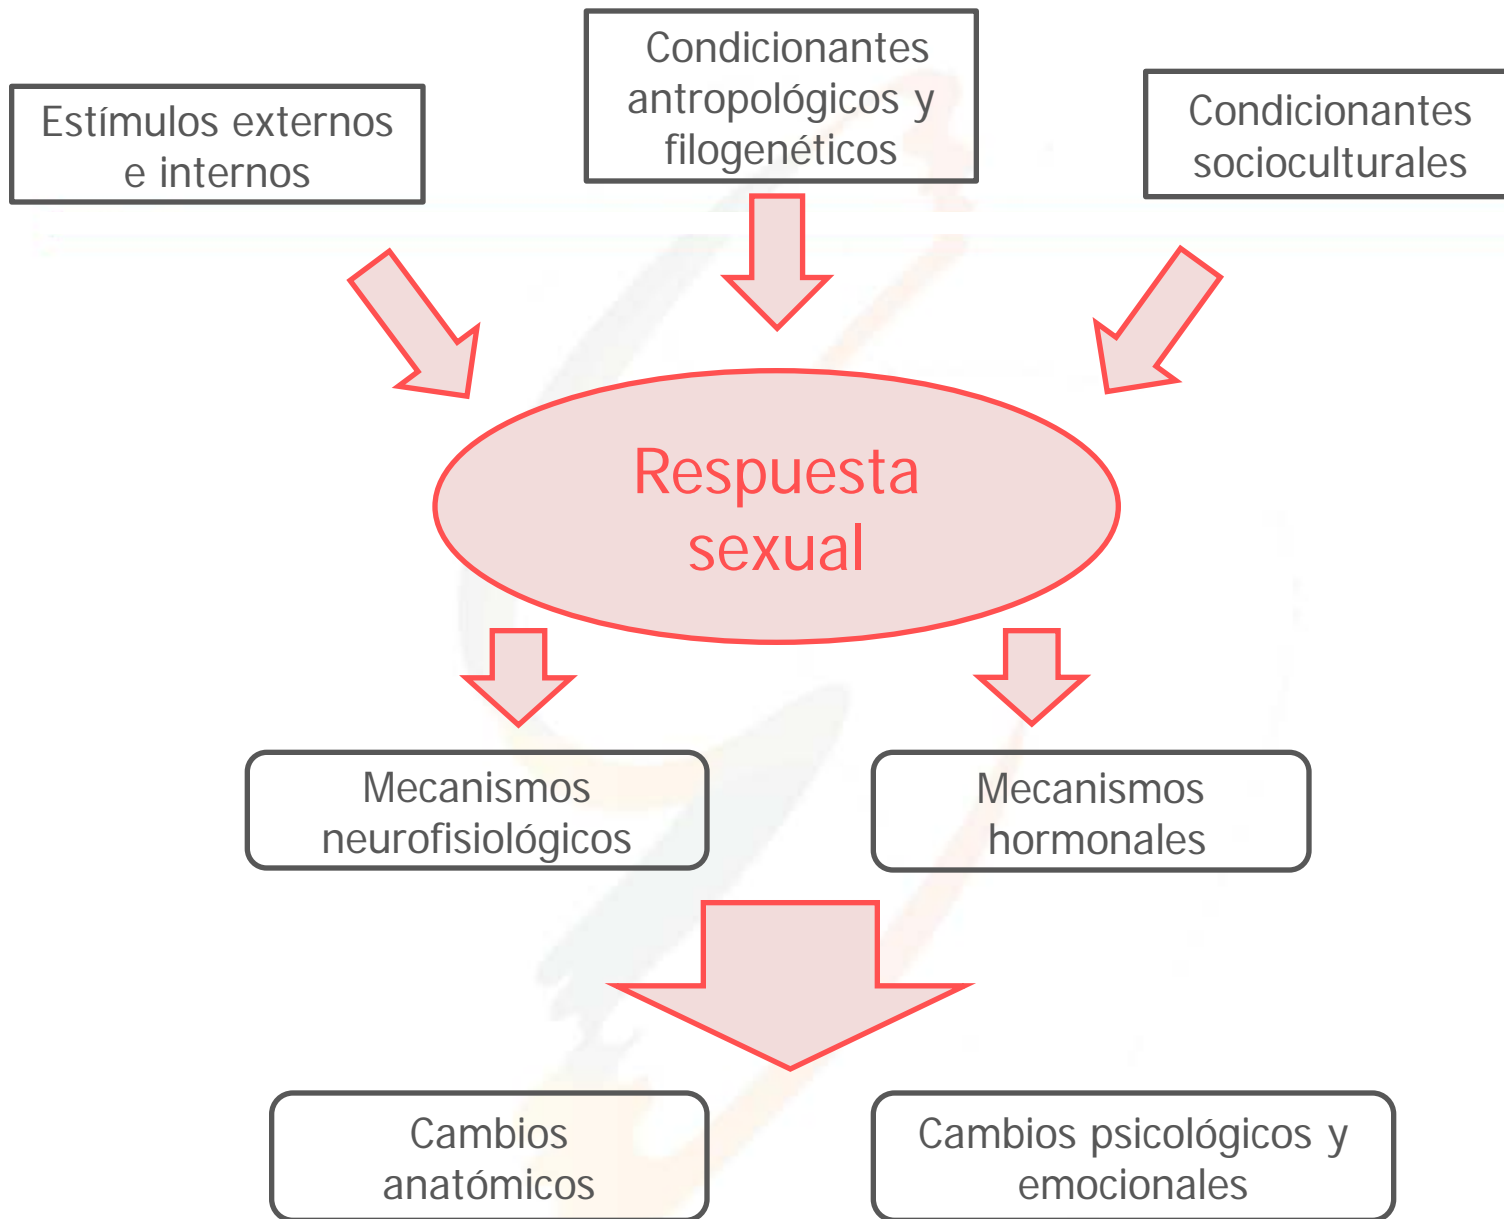 Estímulos externos
e internos
Condicionantes
antropológicos y
filogenéticos
Condicionantes
socioculturales
Respuesta
sexual
Mecanismos
neurofisiológicos
Mecanismos
hormonales
Cambios
anatómicos
Cambios psicológicos y
emocionales